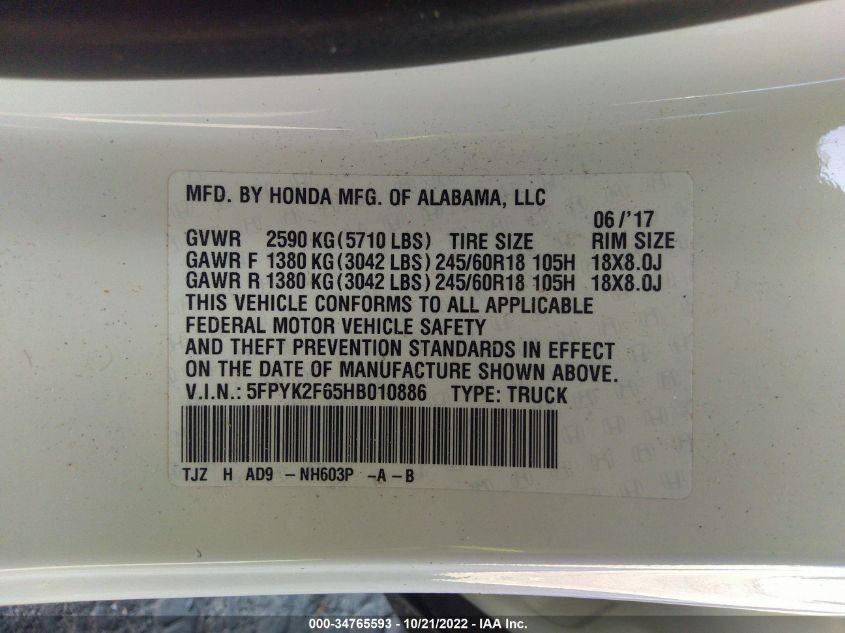 MFD. BY HONDA MFG. OF ALABAMA, LLC
06/'17
GVWR 2590 KG(5710 LBS) TIRE SIZE RIM SIZE
GAWR F 1380 KG(3042 LBS) 245/60R18 105H 18X8.0J
GAWR R 1380 KG(3042 LBS) 245/60R18 105H 18X8.0J
THIS VEHICLE CONFORMS TO ALL APPLICABLE
FEDERAL MOTOR VEHICLE SAFETY
AND THEFT PREVENTION STANDARDS IN EFFECT
ON THE DATE OF MANUFACTURE SHOWN ABOVE.
V.I.N.: 5FPYK2F65HB010886 TYPE: TRUCK
TJZ H AD9 -NH603P -A-B
000-34765593 - 10/21/2022 - IAA Inc.